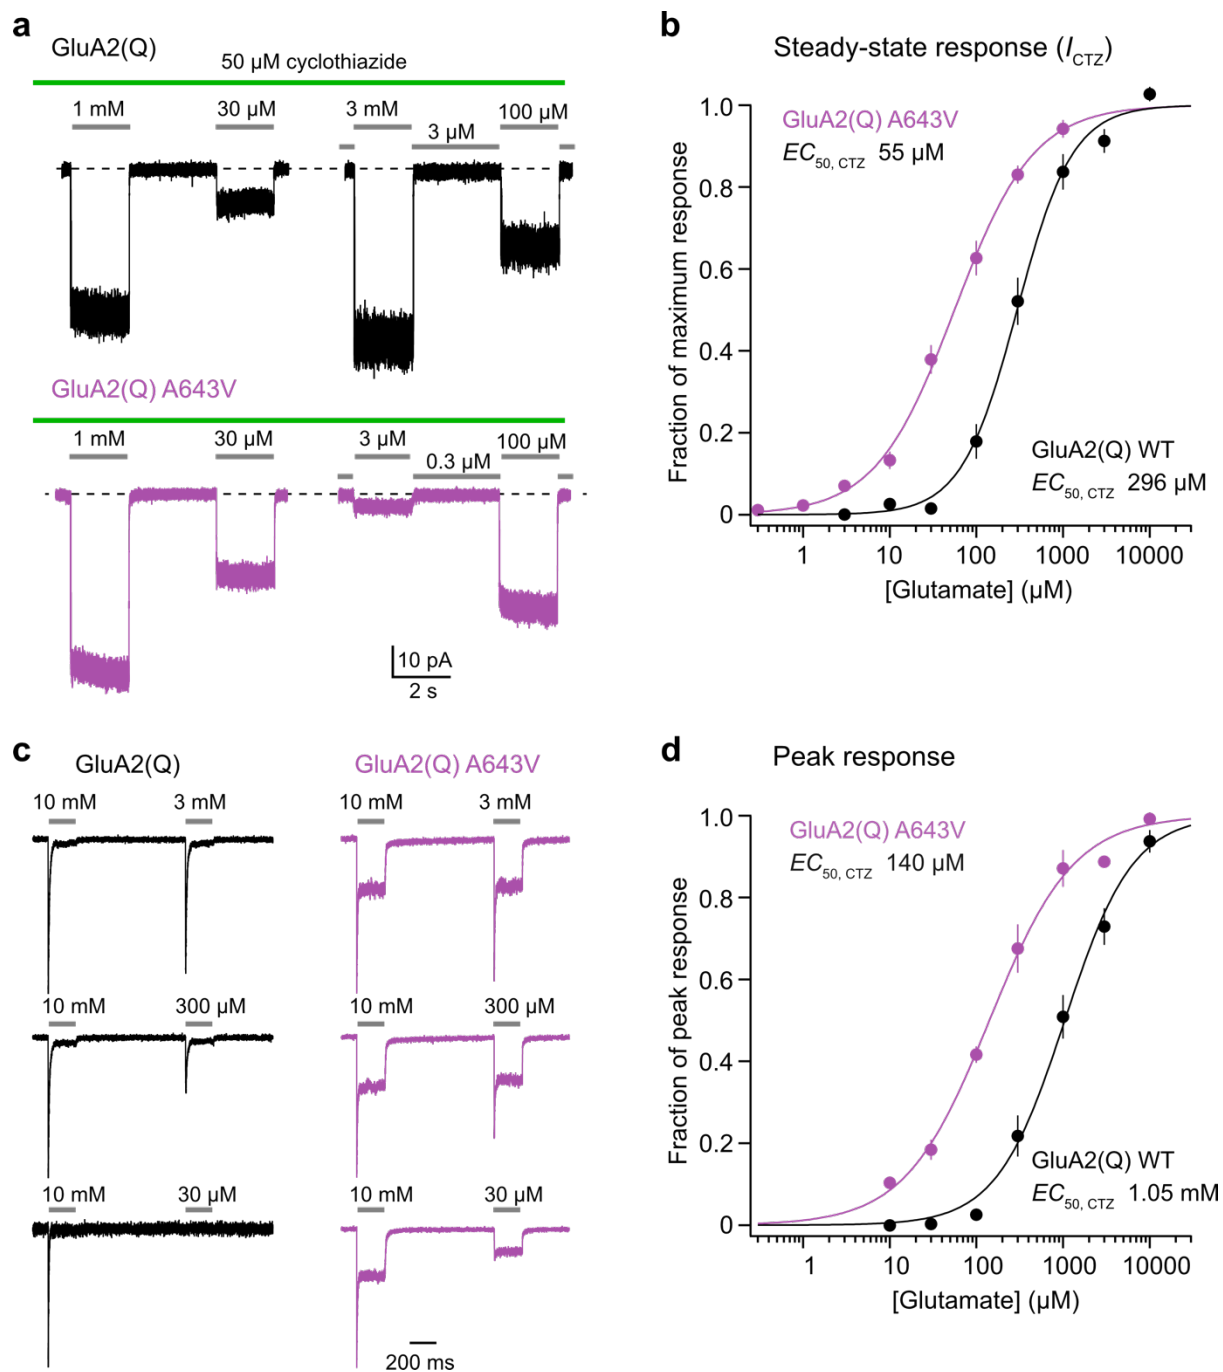 a
GluA2(Q)
50 µM cyclothiazide
1 mM
30 µM
3 mM
3 µM
100 µM
GluA2(Q) A643V
1 mM
30 µM
3 µM
0.3 µM
100 µM
10 pA
2 s
b
Steady-state response (I_CTZ)
Fraction of maximum response
1.0
0.8
0.6
0.4
0.2
0
GluA2(Q) A643V
EC50, CTZ 55 µM
GluA2(Q) WT
EC50, CTZ 296 µM
1
10
100
1000
10000
[Glutamate] (µM)
c
GluA2(Q)
GluA2(Q) A643V
10 mM
3 mM
10 mM
3 mM
10 mM
300 µM
10 mM
300 µM
10 mM
30 µM
10 mM
30 µM
200 ms
d
Peak response
Fraction of peak response
1.0
0.8
0.6
0.4
0.2
0
GluA2(Q) A643V
EC50, CTZ 140 µM
GluA2(Q) WT
EC50, CTZ 1.05 mM
1
10
100
1000
10000
[Glutamate] (µM)